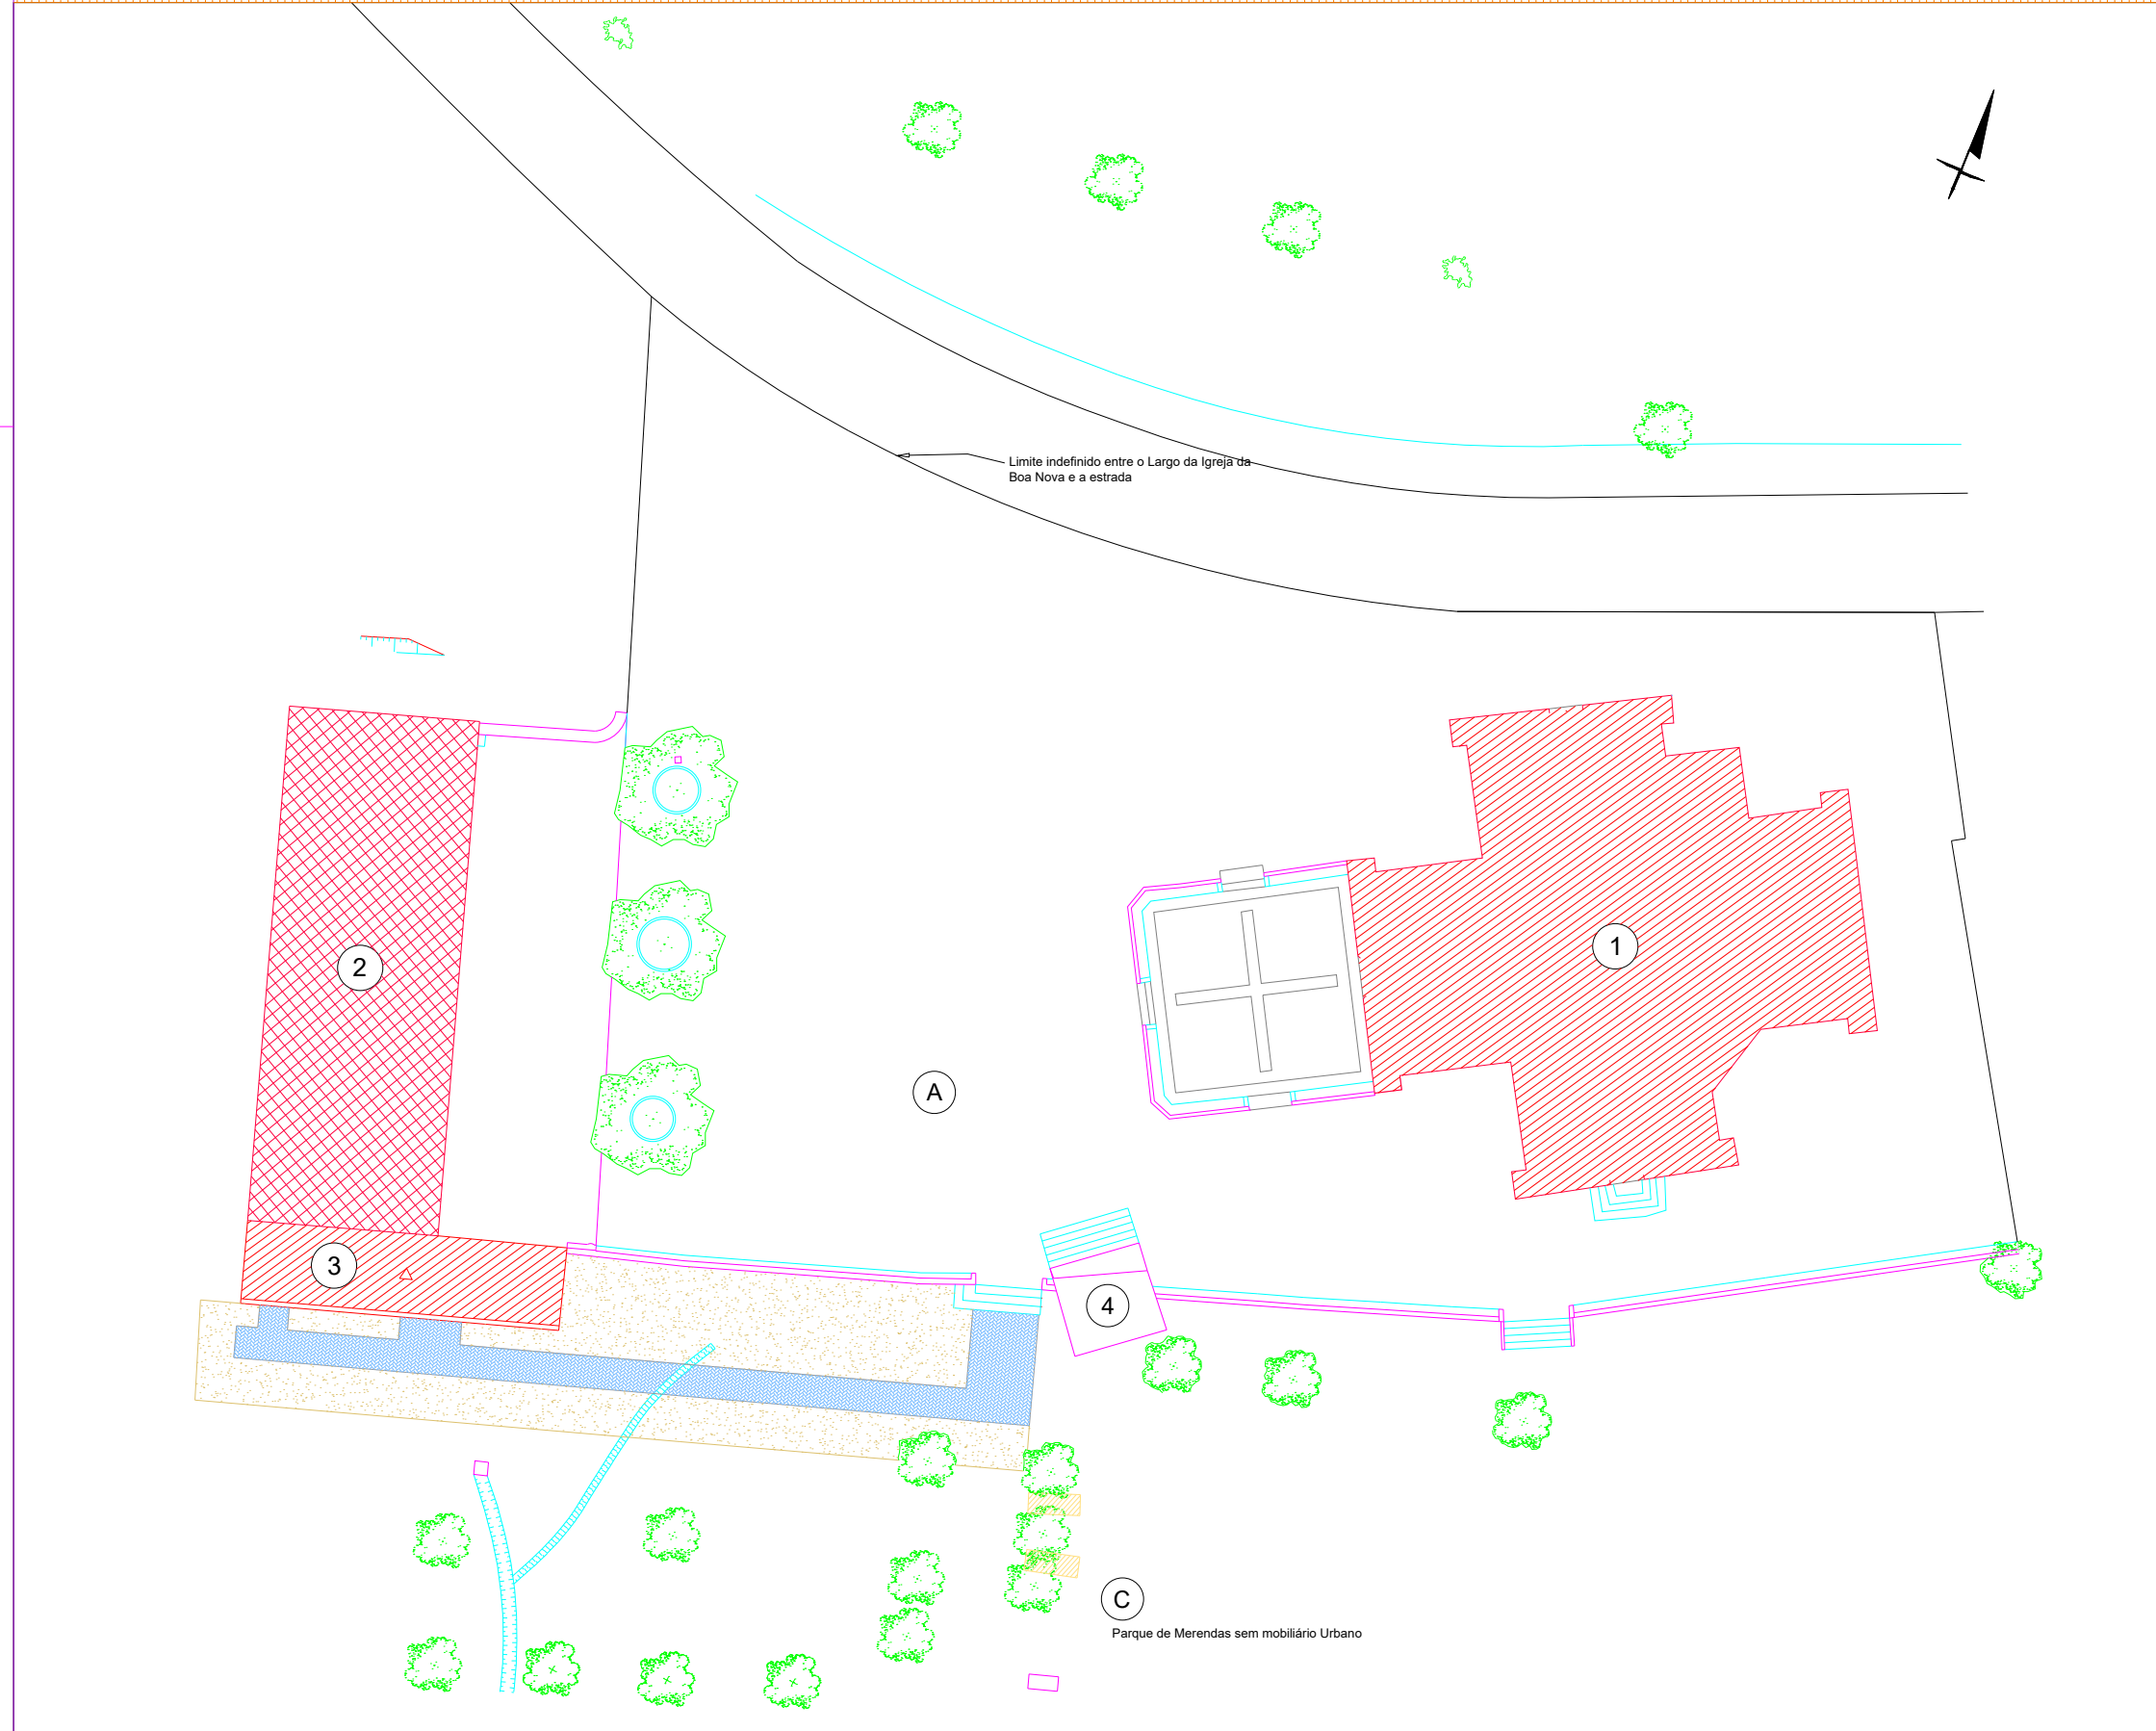 Limite indefinido entre o Largo da Igreja da
Boa Nova e a estrada
1
2
A
3
4
C
Parque de Merendas sem mobiliário Urbano